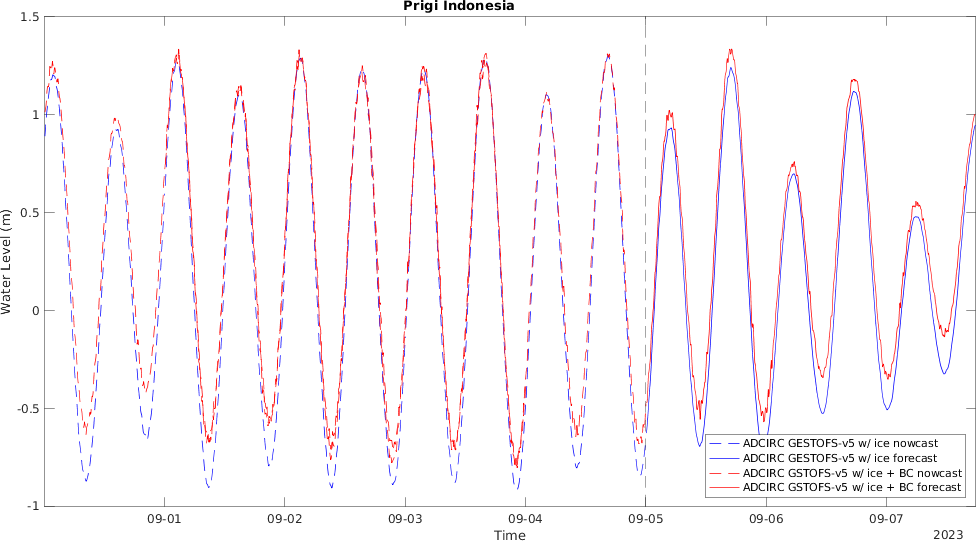 Prigi Indonesia
1.5
1
0.5
0
-0.5
-1
Water Level (m)
09-01 09-02 09-03 09-04 09-05 09-06 09-07
Time
2023
ADCIRC GESTOFS-v5 w/ ice nowcast
ADCIRC GESTOFS-v5 w/ ice forecast
ADCIRC GSTOFS-v5 w/ ice + BC nowcast
ADCIRC GSTOFS-v5 w/ ice + BC forecast